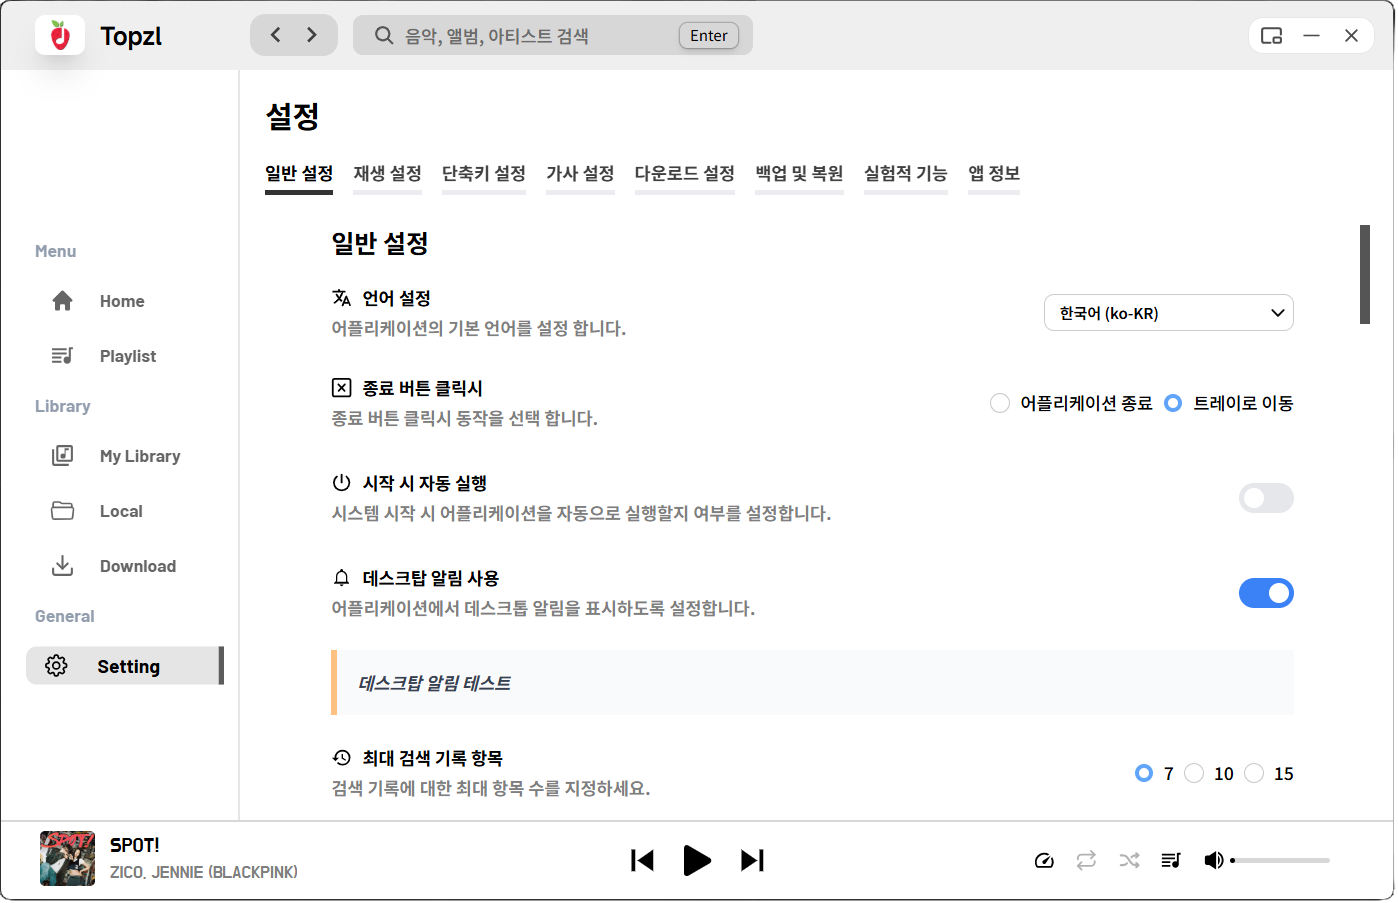 Topzl
음악, 앨범, 아티스트 검색
Enter
설정
일반 설정 재생 설정 단축키 설정 가사 설정 다운로드 설정 백업 및 복원 실험적 기능 앱 정보
Menu
Home
Playlist
Library
My Library
Local
Download
General
Setting
일반 설정
언어 설정
어플리케이션의 기본 언어를 설정 합니다.
한국어 (ko-KR)
종료 버튼 클릭시
종료 버튼 클릭시 동작을 선택 합니다.
어플리케이션 종료 트레이로 이동
시작 시 자동 실행
시스템 시작 시 어플리케이션을 자동으로 실행할지 여부를 설정합니다.
데스크탑 알림 사용
어플리케이션에서 데스크톱 알림을 표시하도록 설정합니다.
데스크탑 알림 테스트
최대 검색 기록 항목
검색 기록에 대한 최대 항목 수를 지정하세요.
7 10 15
SPOT!
SPOT!
ZICO, JENNIE (BLACKPINK)